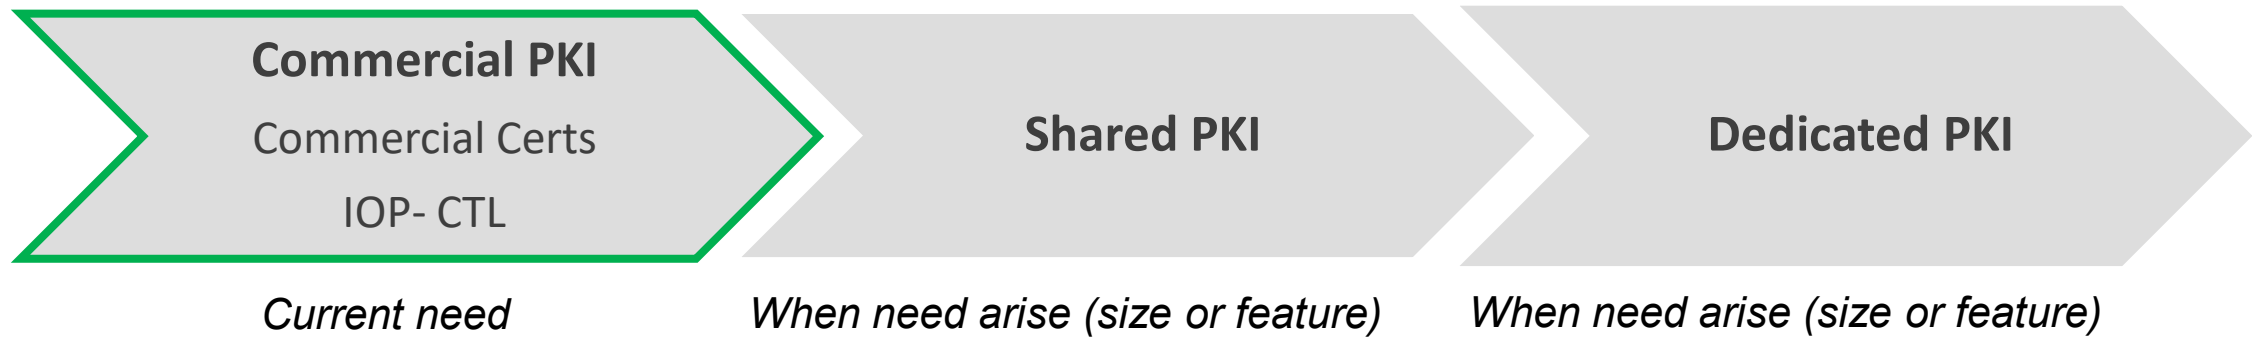 Commercial PKI
Commercial Certs
IOP- CTL
Shared PKI
Dedicated PKI
Current need
When need arise (size or feature)
When need arise (size or feature)